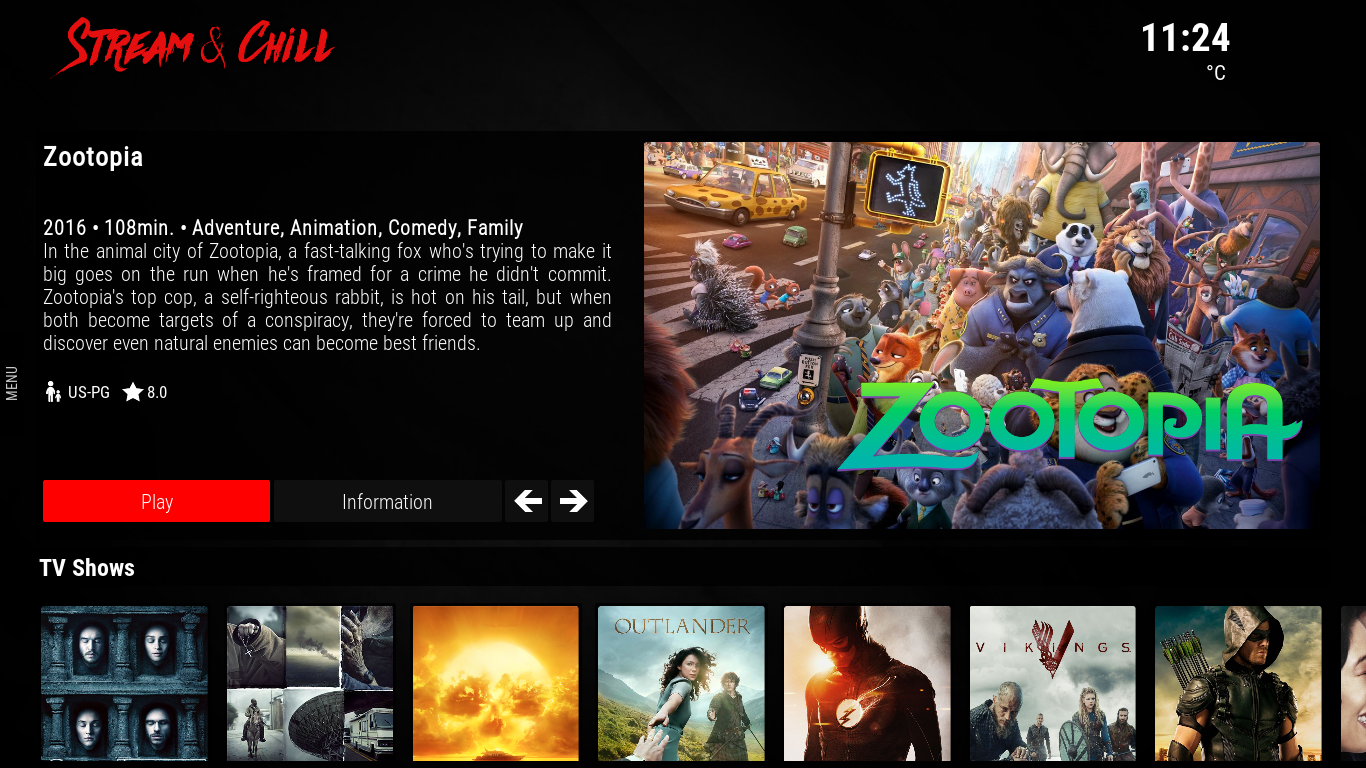 STREAM & CHILL
11:24
°C
Zootopia
2016 • 108min. • Adventure, Animation, Comedy, Family
In the animal city of Zootopia, a fast-talking fox who's trying to make it
big goes on the run when he's framed for a crime he didn't commit.
Zootopia's top cop, a self-righteous rabbit, is hot on his tail, but when
both become targets of a conspiracy, they're forced to team up and
discover even natural enemies can become best friends.
MENU
US-PG 8.0
ZOOTOPIA
Play
Information
TV Shows
OUTLANDER
VIKINGS